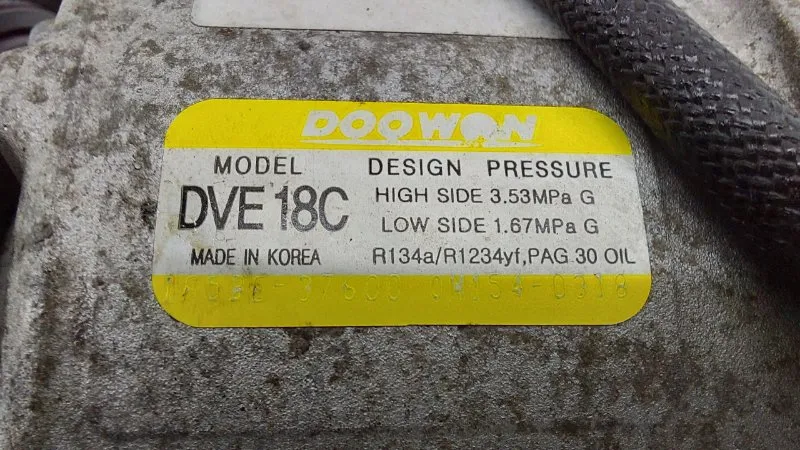 DOOWON
MODEL
DVE 18C
MADE IN KOREA
DESIGN PRESSURE
HIGH SIDE 3.53MPa G
LOW SIDE 1.67MPa G
R134a/R1234yf,PAG 30 OIL